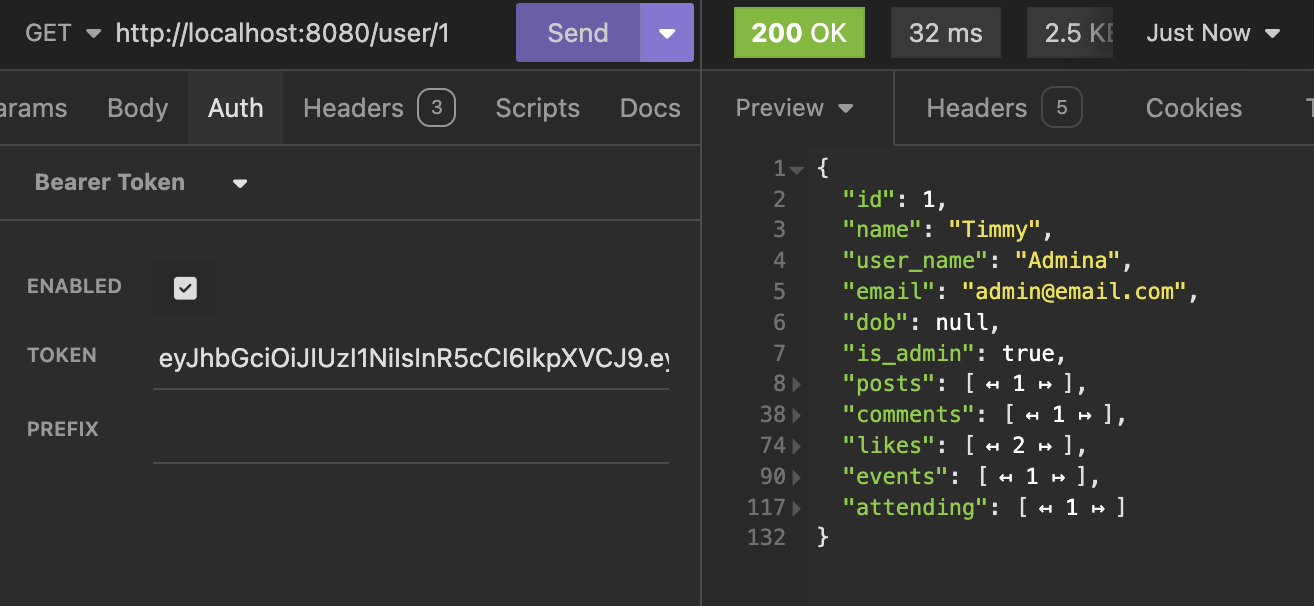 GET http://localhost:8080/user/1 Send 200 OK 32 ms 2.5 Just Now
Body Auth Headers 3 Scripts Docs Preview Headers 5 Cookies
Bearer Token
ENABLED
TOKEN eyJhbGciOiJIUzI1NiIsInR5cCI6IkpXVCJ9.ey
PREFIX
1 {
2 "id": 1,
3 "name": "Timmy",
4 "user_name": "Admina",
5 "email": "admin@email.com",
6 "dob": null,
7 "is_admin": true,
8 "posts": [ ↤ 1 ↦ ],
38 "comments": [ ↤ 1 ↦ ],
74 "likes": [ ↤ 2 ↦ ],
90 "events": [ ↤ 1 ↦ ],
117 "attending": [ ↤ 1 ↦ ]
132 }